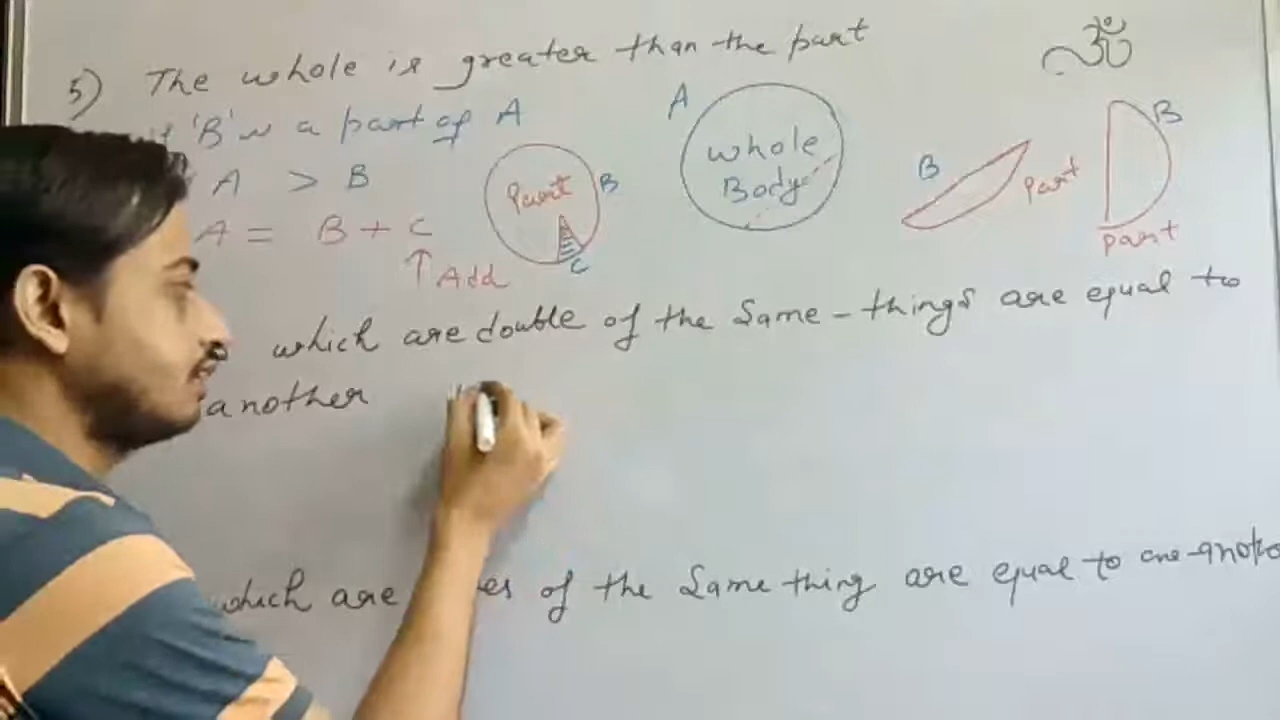 5) The whole is greater than the part
ॐ
'B' is a part of A
A > B
A = B + C
↑ Add
Part
B
C
A
whole
Body
B
Part
B
part
which are double of the Same - things are equal to
another
which are of the Same thing are equal to one-